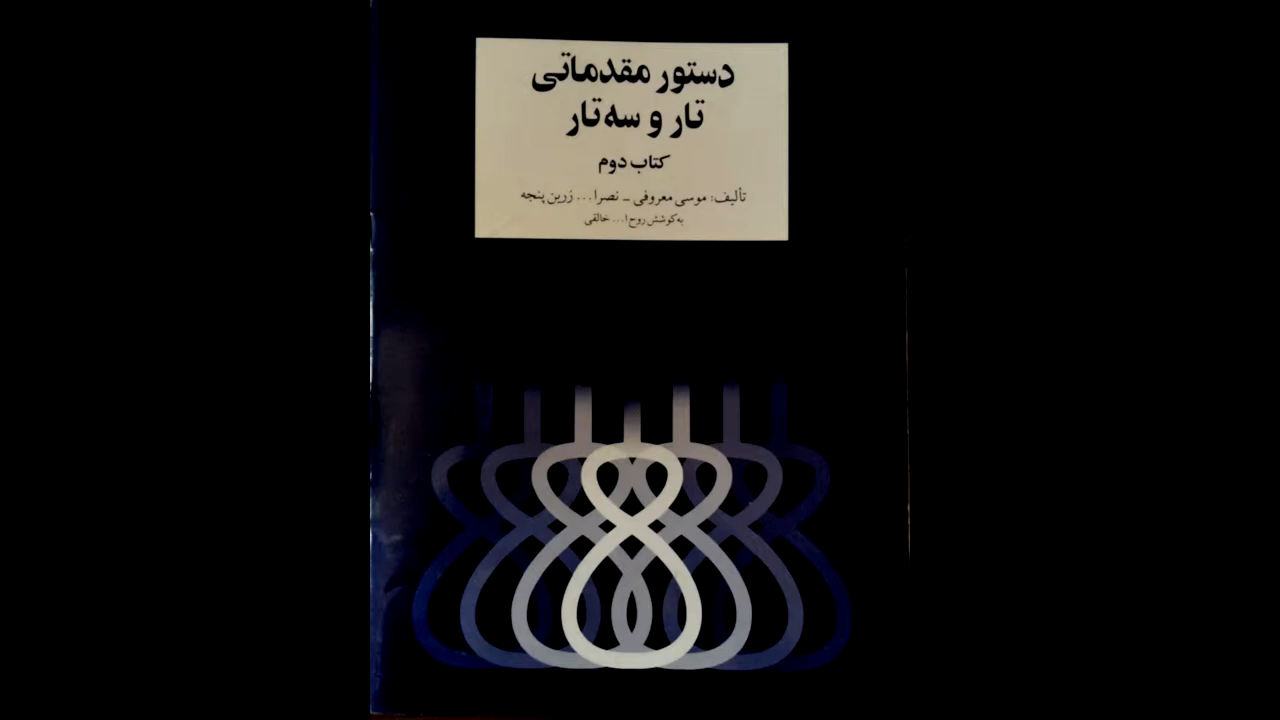 دستور مقدماتی
تار و سه‌تار
کتاب دوم
تألیف: موسی معروفی ـ نصرا... زرین پنجه
به‌کوشش روح ا... خالقی